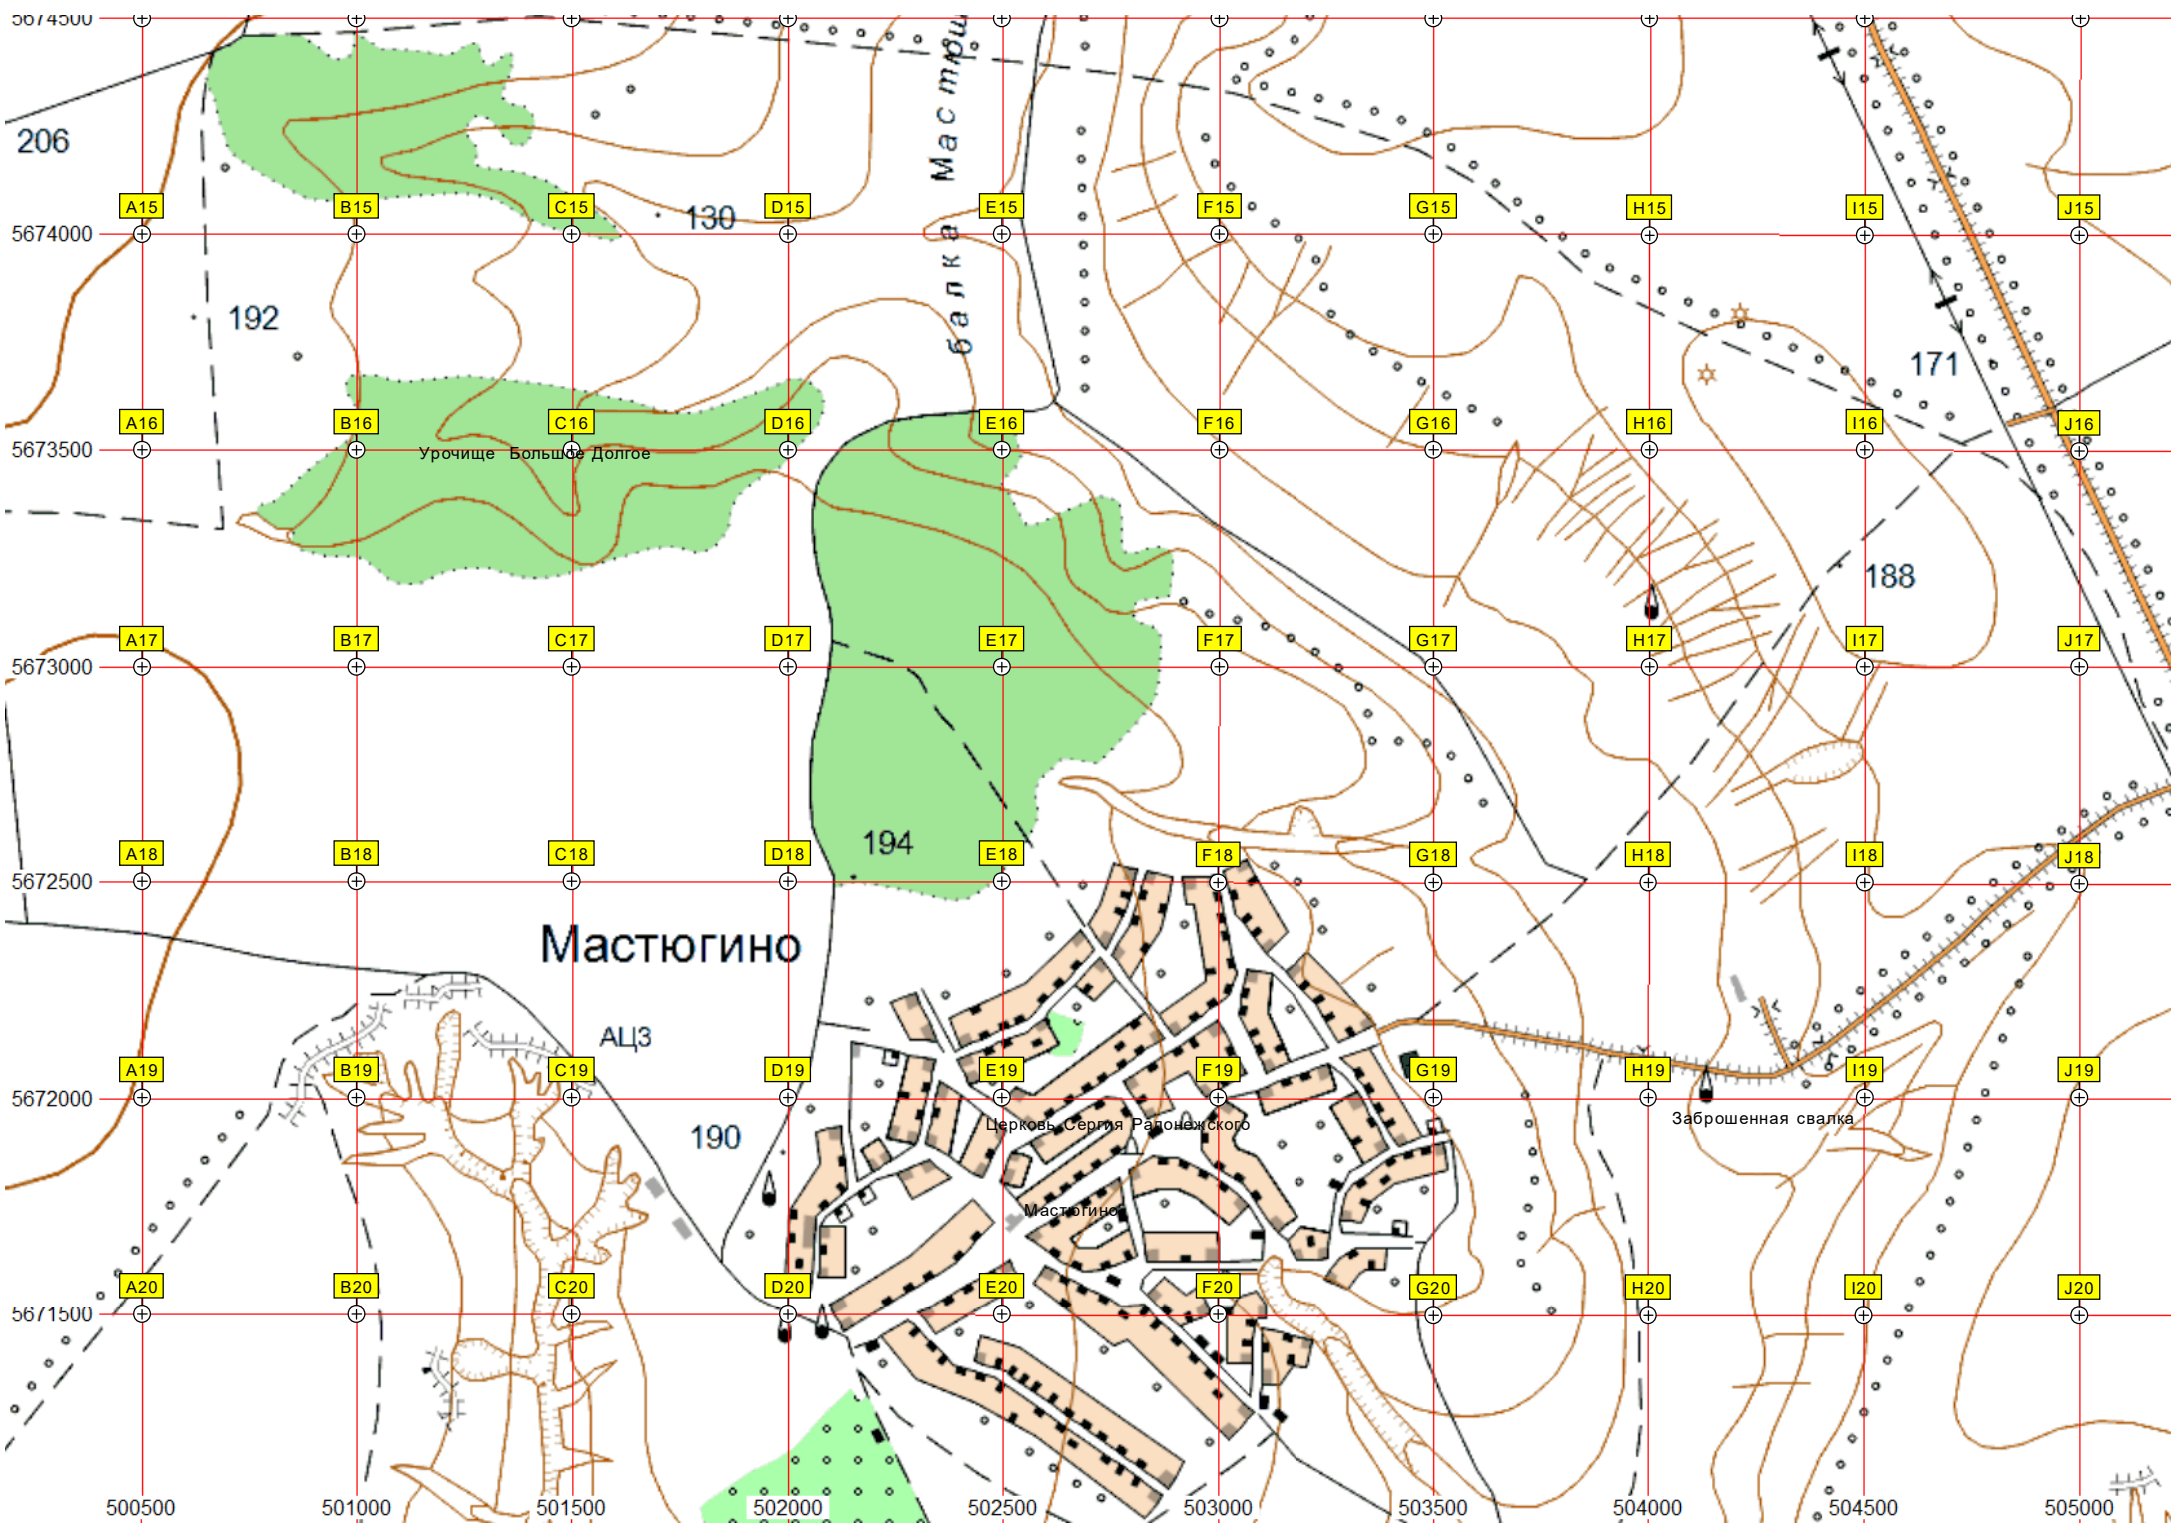 5674500
балка Мастюги
206
A15 B15 C15 130 D15 E15 F15 G15 H15 I15 J15
5674000
192
171
A16 B16 C16 D16 E16 F16 G16 H16 I16 J16
5673500
Урочище Большое Долгое
188
A17 B17 C17 D17 E17 F17 G17 H17 I17 J17
5673000
194
A18 B18 C18 D18 E18 F18 G18 H18 I18 J18
5672500
Мастюгино
АЦЗ
A19 B19 C19 D19 E19 F19 G19 H19 I19 J19
5672000
Церковь Сергия Радонежского
Заброшенная свалка
190
Мастюгино
A20 B20 C20 D20 E20 F20 G20 H20 I20 J20
5671500
500500 501000 501500 502000 502500 503000 503500 504000 504500 505000